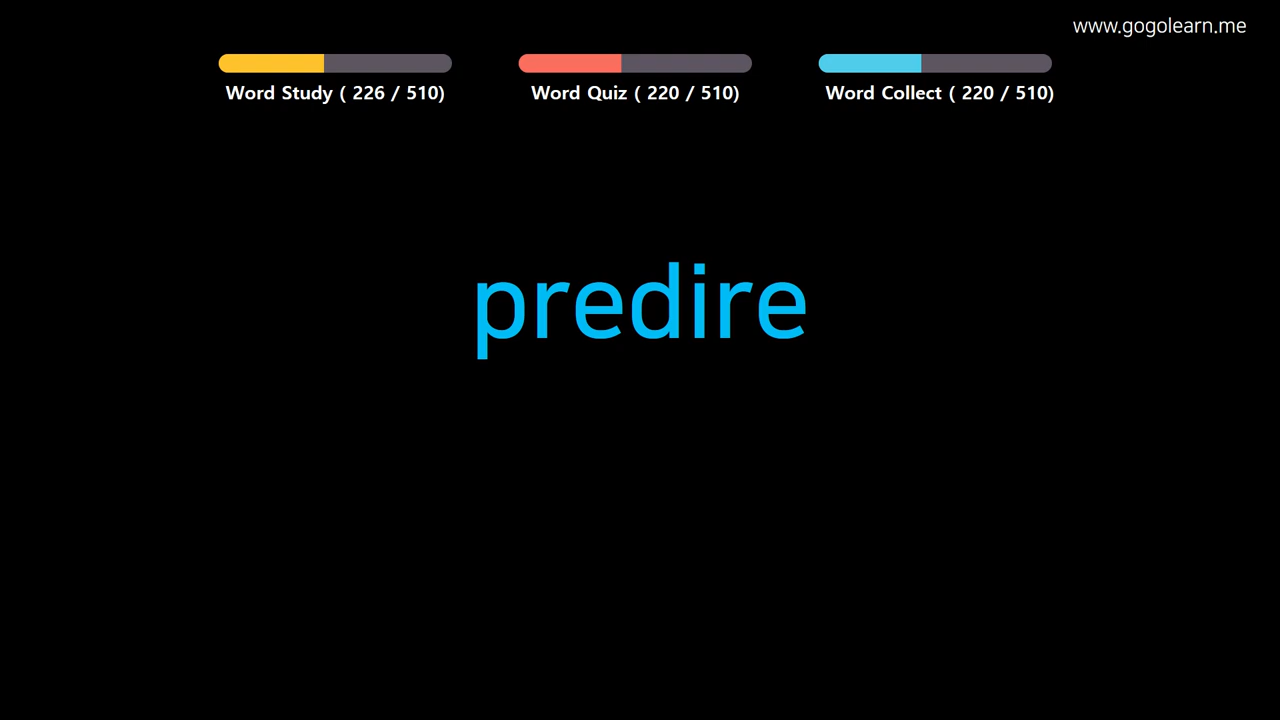 www.gogolearn.me
Word Study ( 226 / 510)
Word Quiz ( 220 / 510)
Word Collect ( 220 / 510)
predire